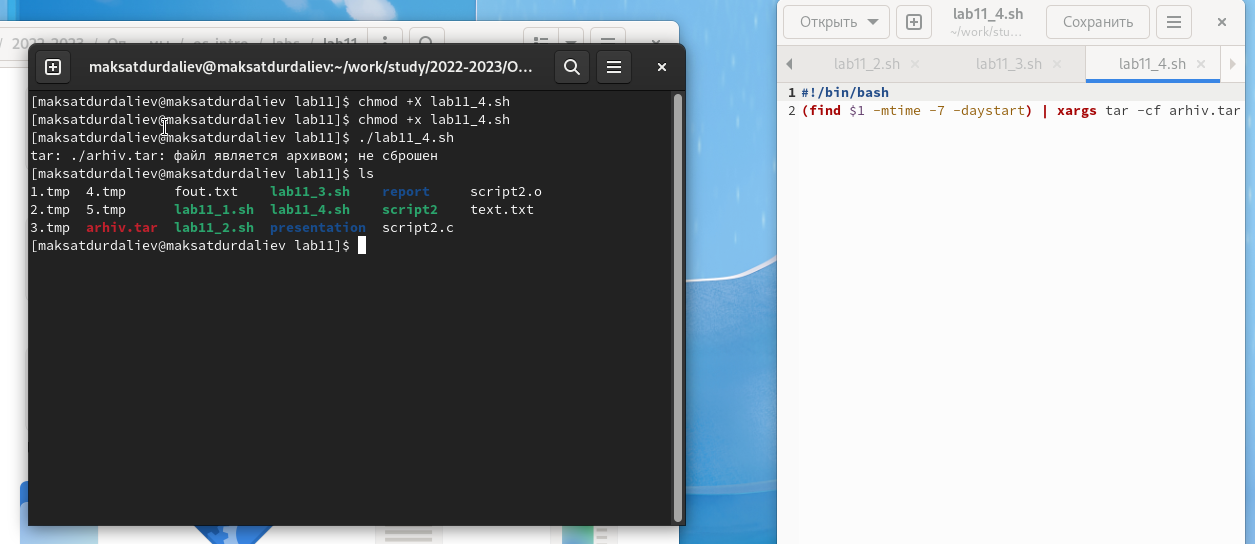 maksatdurdaliev@maksatdurdaliev:~/work/study/2022-2023/O...
[maksatdurdaliev@maksatdurdaliev lab11]$ chmod +X lab11_4.sh
[maksatdurdaliev@maksatdurdaliev lab11]$ chmod +x lab11_4.sh
[maksatdurdaliev@maksatdurdaliev lab11]$ ./lab11_4.sh
tar: ./arhiv.tar: файл является архивом; не сброшен
[maksatdurdaliev@maksatdurdaliev lab11]$ ls
1.tmp 4.tmp fout.txt lab11_3.sh report script2.o
2.tmp 5.tmp lab11_1.sh lab11_4.sh script2 text.txt
3.tmp arhiv.tar lab11_2.sh presentation script2.c
[maksatdurdaliev@maksatdurdaliev lab11]$
Открыть
lab11_4.sh
~/work/stu...
Сохранить
lab11_2.sh
lab11_3.sh
lab11_4.sh
1 #!/bin/bash
2 (find $1 -mtime -7 -daystart) | xargs tar -cf arhiv.tar